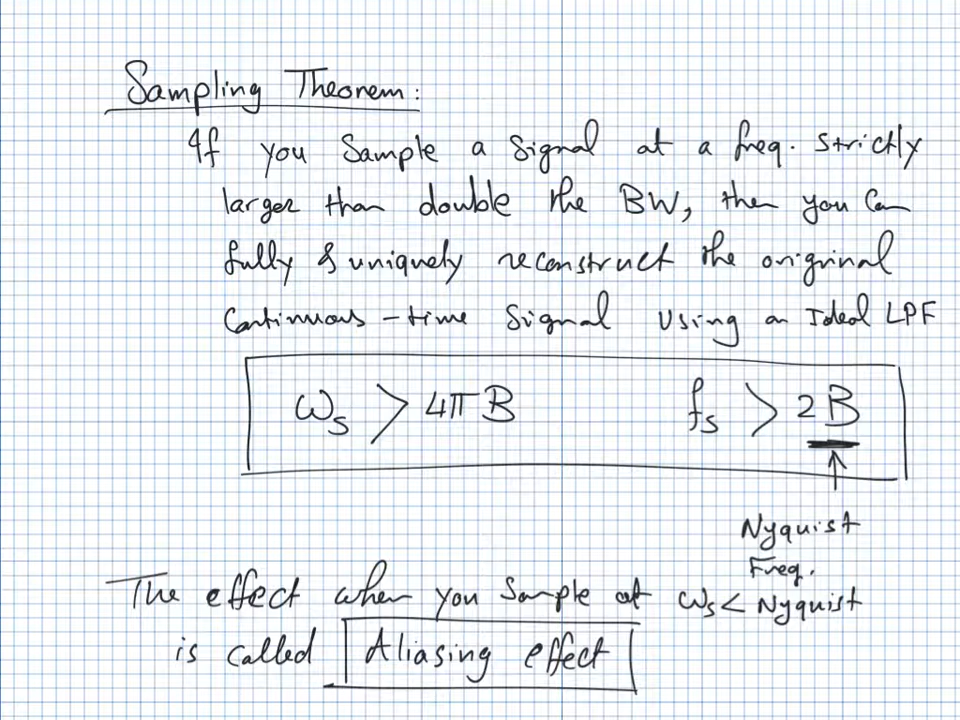 Sampling Theorem:
If you Sample a Signal at a freq. strictly
larger than double the BW, then you Can
fully & uniquely reconstruct the original
Continuous-time Signal Using an Ideal LPF
ωs > 4πB fs > 2B
Nyquist
Freq.
The effect when you Sample at ωs < Nyquist
is called Aliasing effect